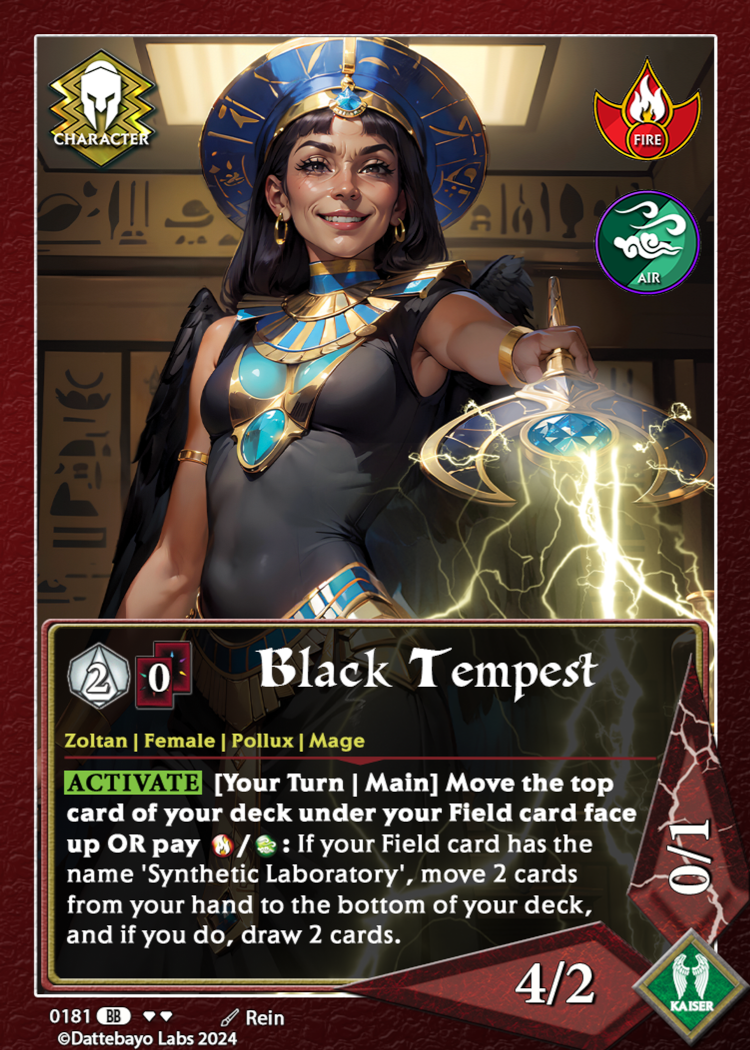 CHARACTER
FIRE
AIR
2 0 Black Tempest
Zoltan | Female | Pollux | Mage
ACTIVATE [Your Turn | Main] Move the top
card of your deck under your Field card face
up OR pay / : If your Field card has the
name 'Synthetic Laboratory', move 2 cards
from your hand to the bottom of your deck,
and if you do, draw 2 cards.
0/1
4/2
KAISER
0181 BB Rein
©Dattebayo Labs 2024